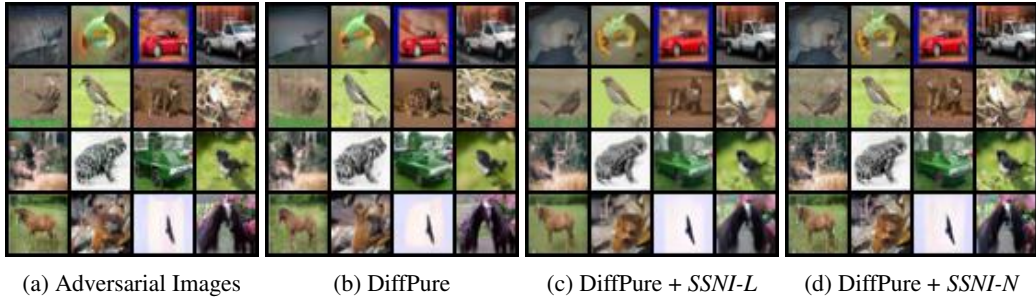 (a) Adversarial Images
(b) DiffPure
(c) DiffPure + SSNI-L
(d) DiffPure + SSNI-N